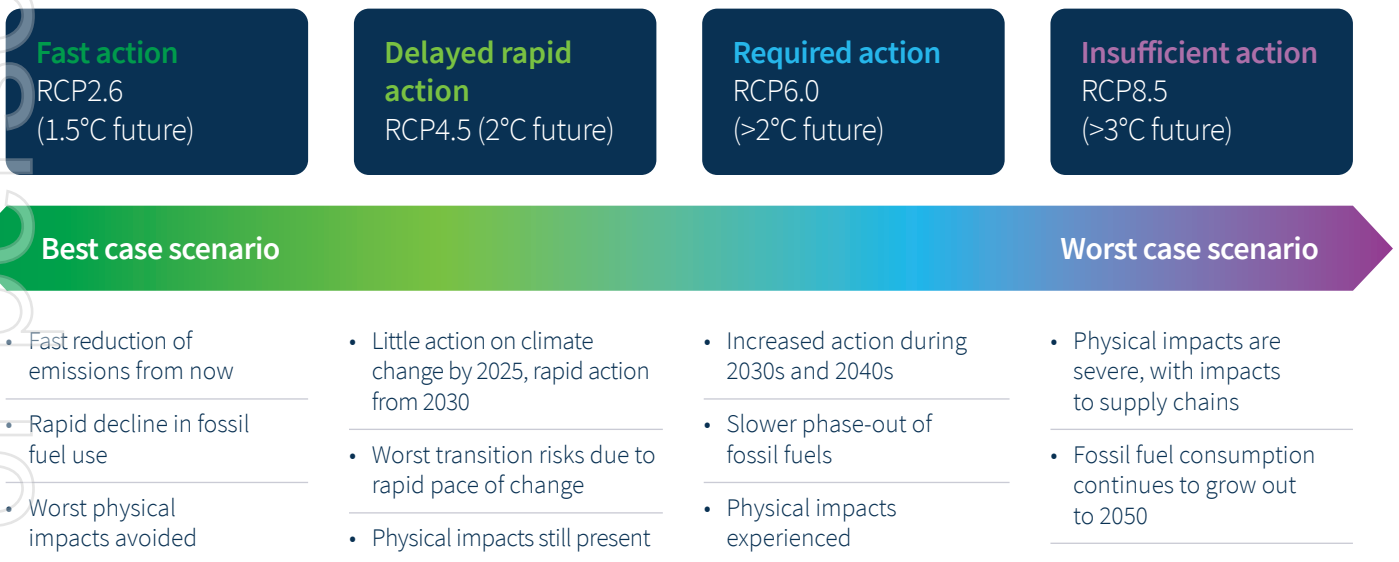 Fast action
RCP2.6
(1.5°C future)
Delayed rapid
action
RCP4.5 (2°C future)
Required action
RCP6.0
(>2°C future)
Insufficient action
RCP8.5
(>3°C future)
Best case scenario
Worst case scenario
• Fast reduction of
emissions from now
• Rapid decline in fossil
fuel use
• Worst physical
impacts avoided
• Little action on climate
change by 2025, rapid action
from 2030
• Worst transition risks due to
rapid pace of change
• Physical impacts still present
• Increased action during
2030s and 2040s
• Slower phase-out of
fossil fuels
• Physical impacts
experienced
• Physical impacts are
severe, with impacts
to supply chains
• Fossil fuel consumption
continues to grow out
to 2050